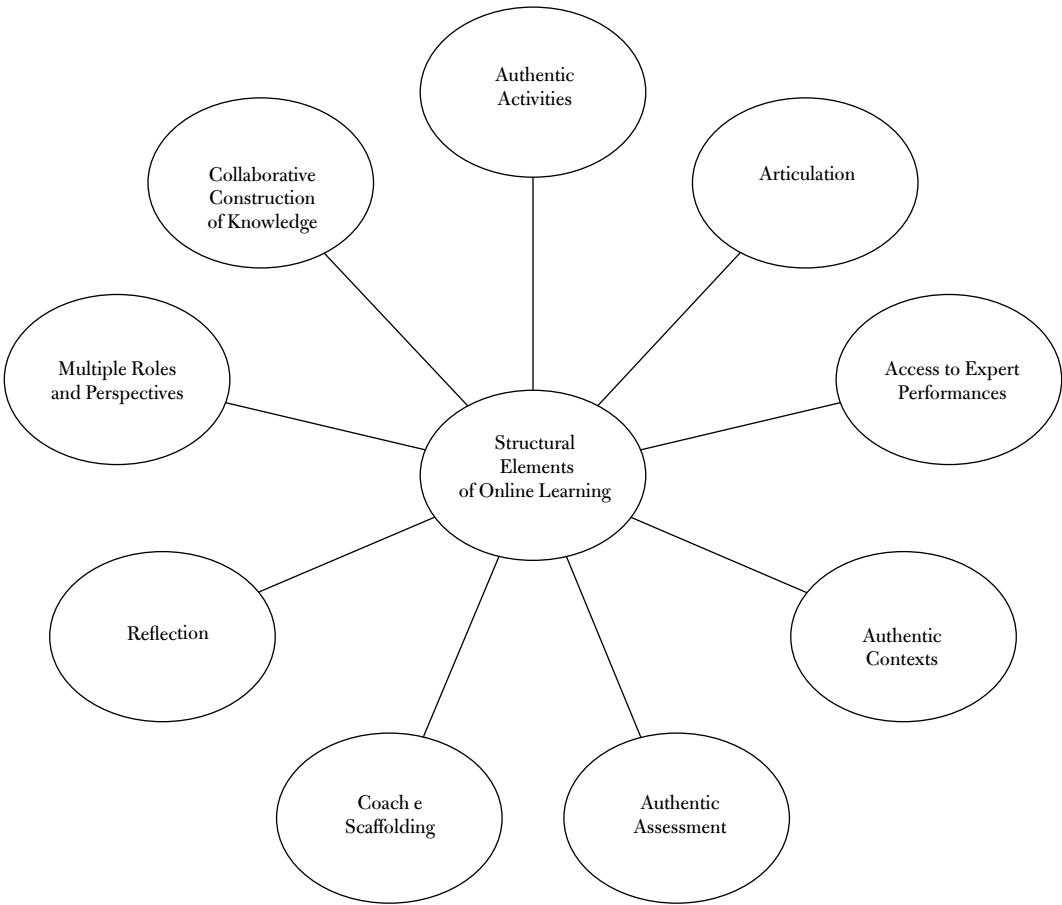 Authentic
Activities
Articulation
Collaborative
Construction
of Knowledge
Multiple Roles
and Perspectives
Access to Expert
Performances
Structural
Elements
of Online Learning
Reflection
Authentic
Contexts
Coach e
Scaffolding
Authentic
Assessment